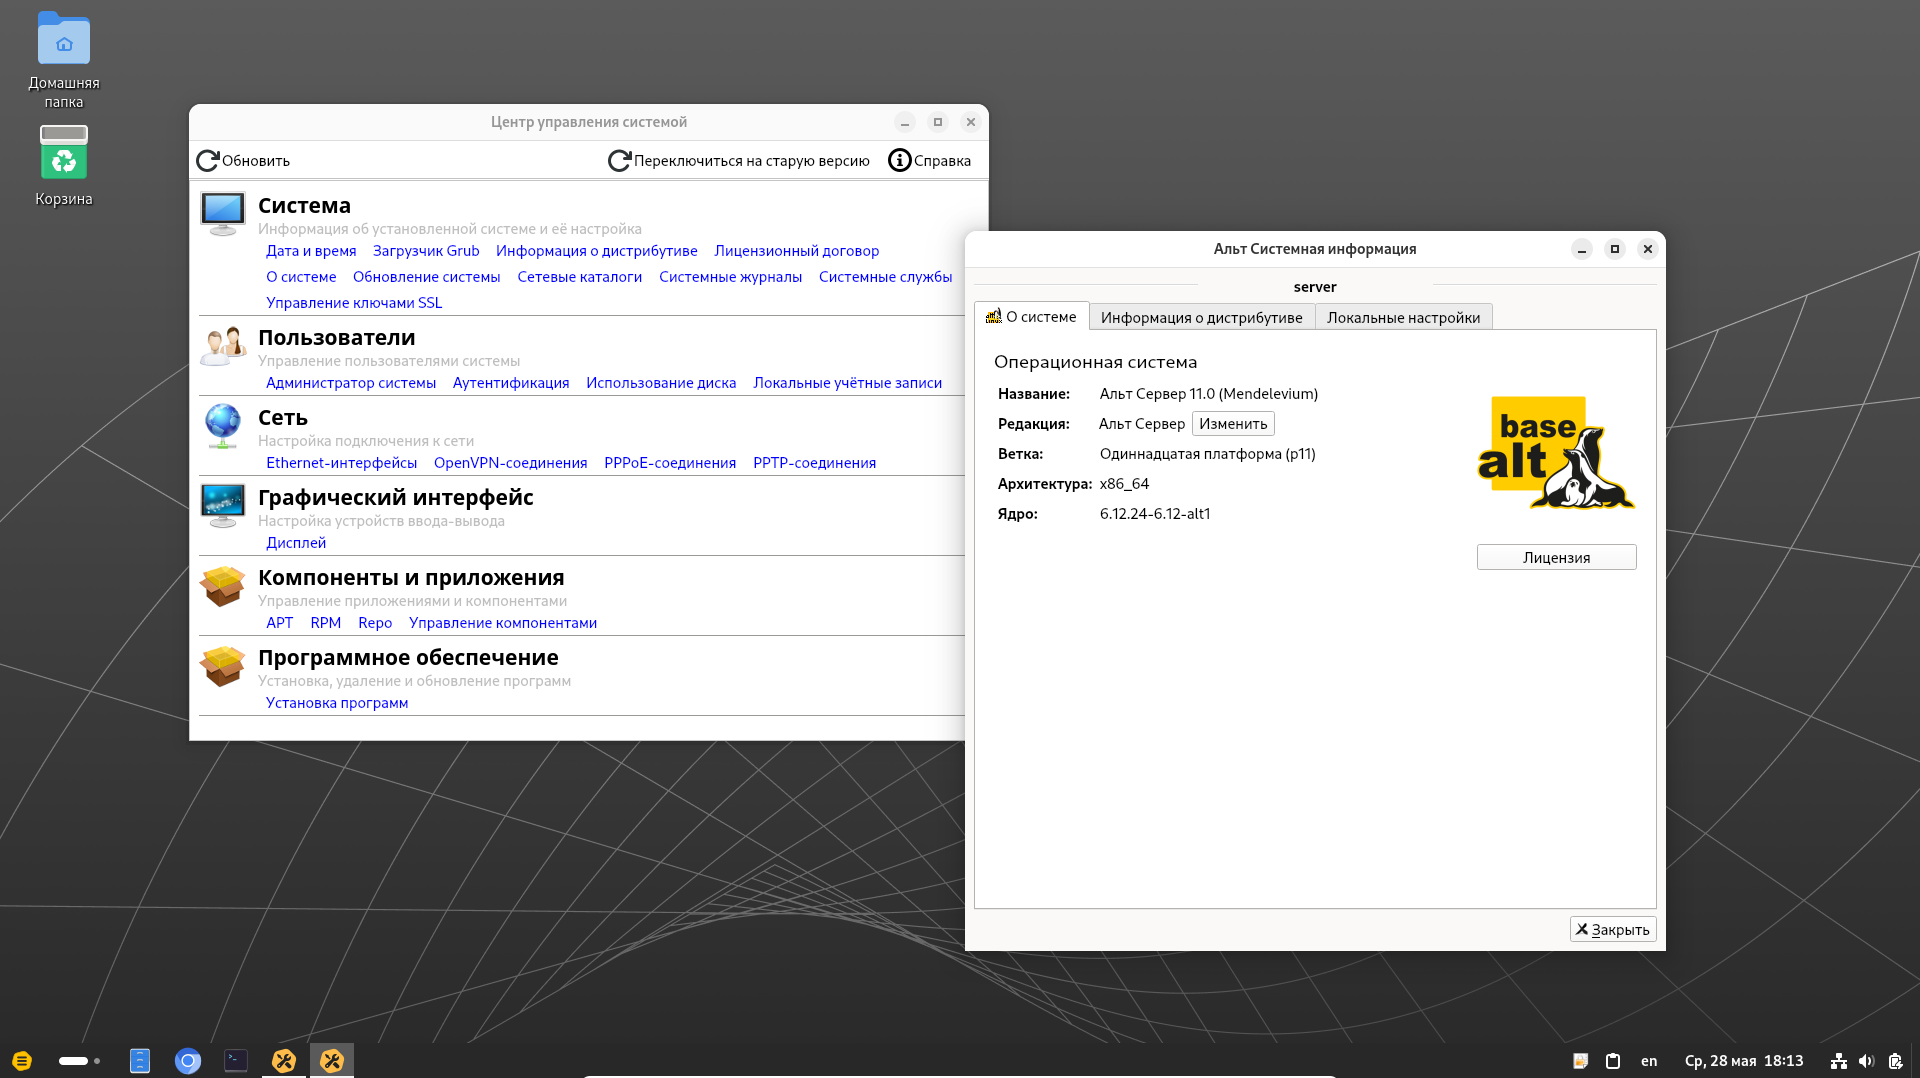 Домашняя
папка
Корзина
Центр управления системой
Обновить
Переключиться на старую версию
Справка
Система
Информация об установленной системе и её настройка
Дата и время Загрузчик Grub Информация о дистрибутиве Лицензионный договор
О системе Обновление системы Сетевые каталоги Системные журналы Системные службы
Управление ключами SSL
Пользователи
Управление пользователями системы
Администратор системы Аутентификация Использование диска Локальные учётные записи
Сеть
Настройка подключения к сети
Ethernet-интерфейсы OpenVPN-соединения PPPoE-соединения PPTP-соединения
Графический интерфейс
Настройка устройств ввода-вывода
Дисплей
Компоненты и приложения
Управление приложениями и компонентами
APT RPM Repo Управление компонентами
Программное обеспечение
Установка, удаление и обновление программ
Установка программ
Альт Системная информация
server
О системе Информация о дистрибутиве Локальные настройки
Операционная система
Название: Альт Сервер 11.0 (Mendelevium)
Редакция: Альт Сервер Изменить
Ветка: Одиннадцатая платформа (p11)
Архитектура: x86_64
Ядро: 6.12.24-6.12-alt1
base
alt
Лицензия
Закрыть
en Ср, 28 мая 18:13